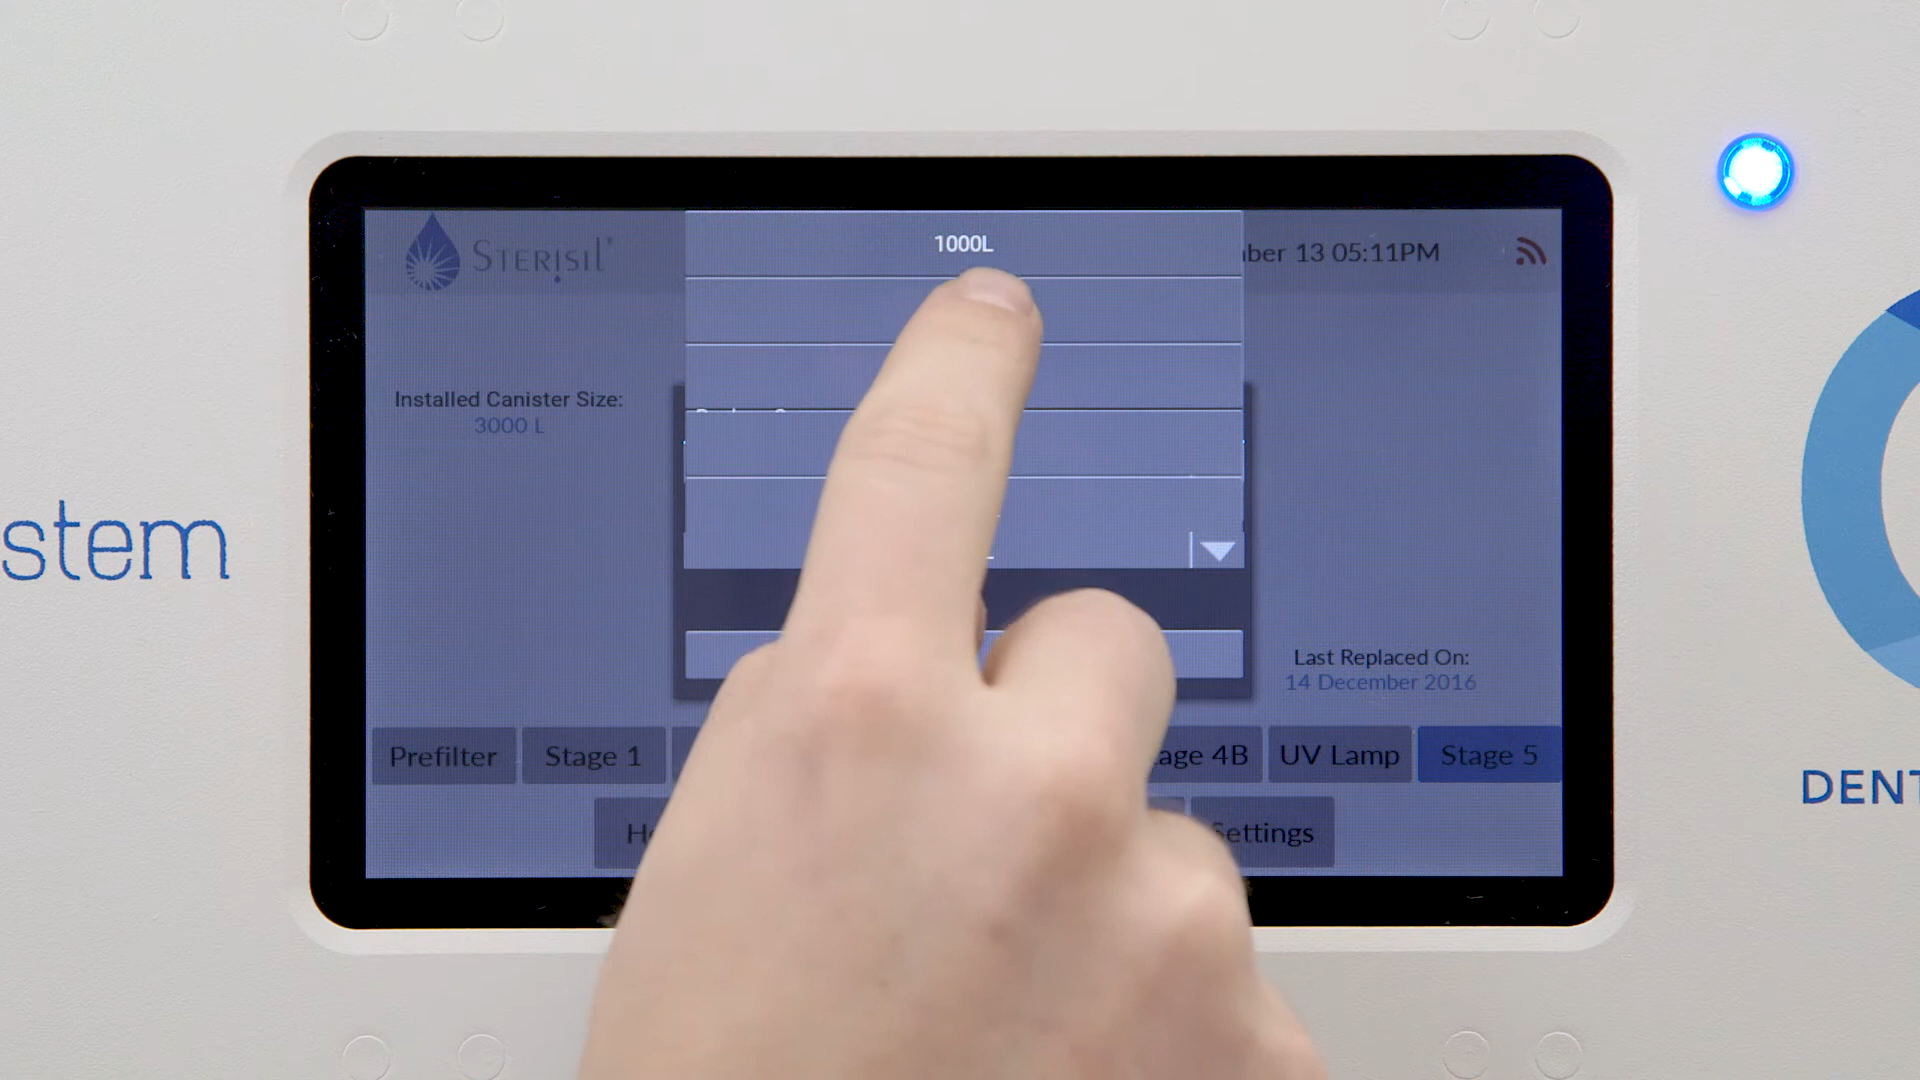 STERISIL
1000L
ber 13 05:11PM
Installed Canister Size:
3000 L
stem
Last Replaced On:
14 December 2016
Prefilter
Stage 1
age 4B
UV Lamp
Stage 5
DENT
H
Settings